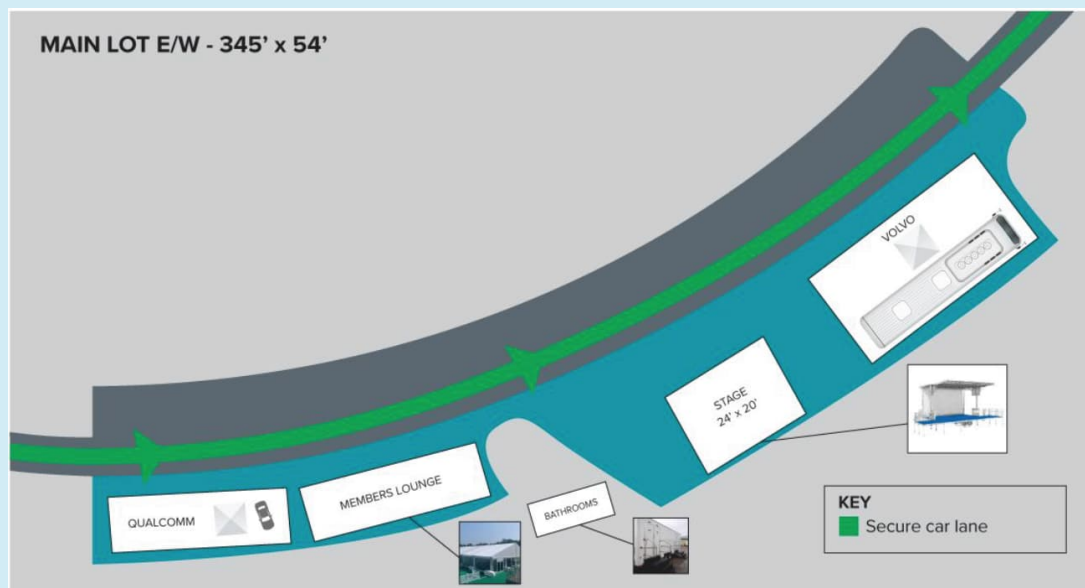 MAIN LOT E/W - 345’ x 54’
VOLVO
STAGE
24’ x 20’
MEMBERS LOUNGE
QUALCOMM
BATHROOMS
KEY
Secure car lane